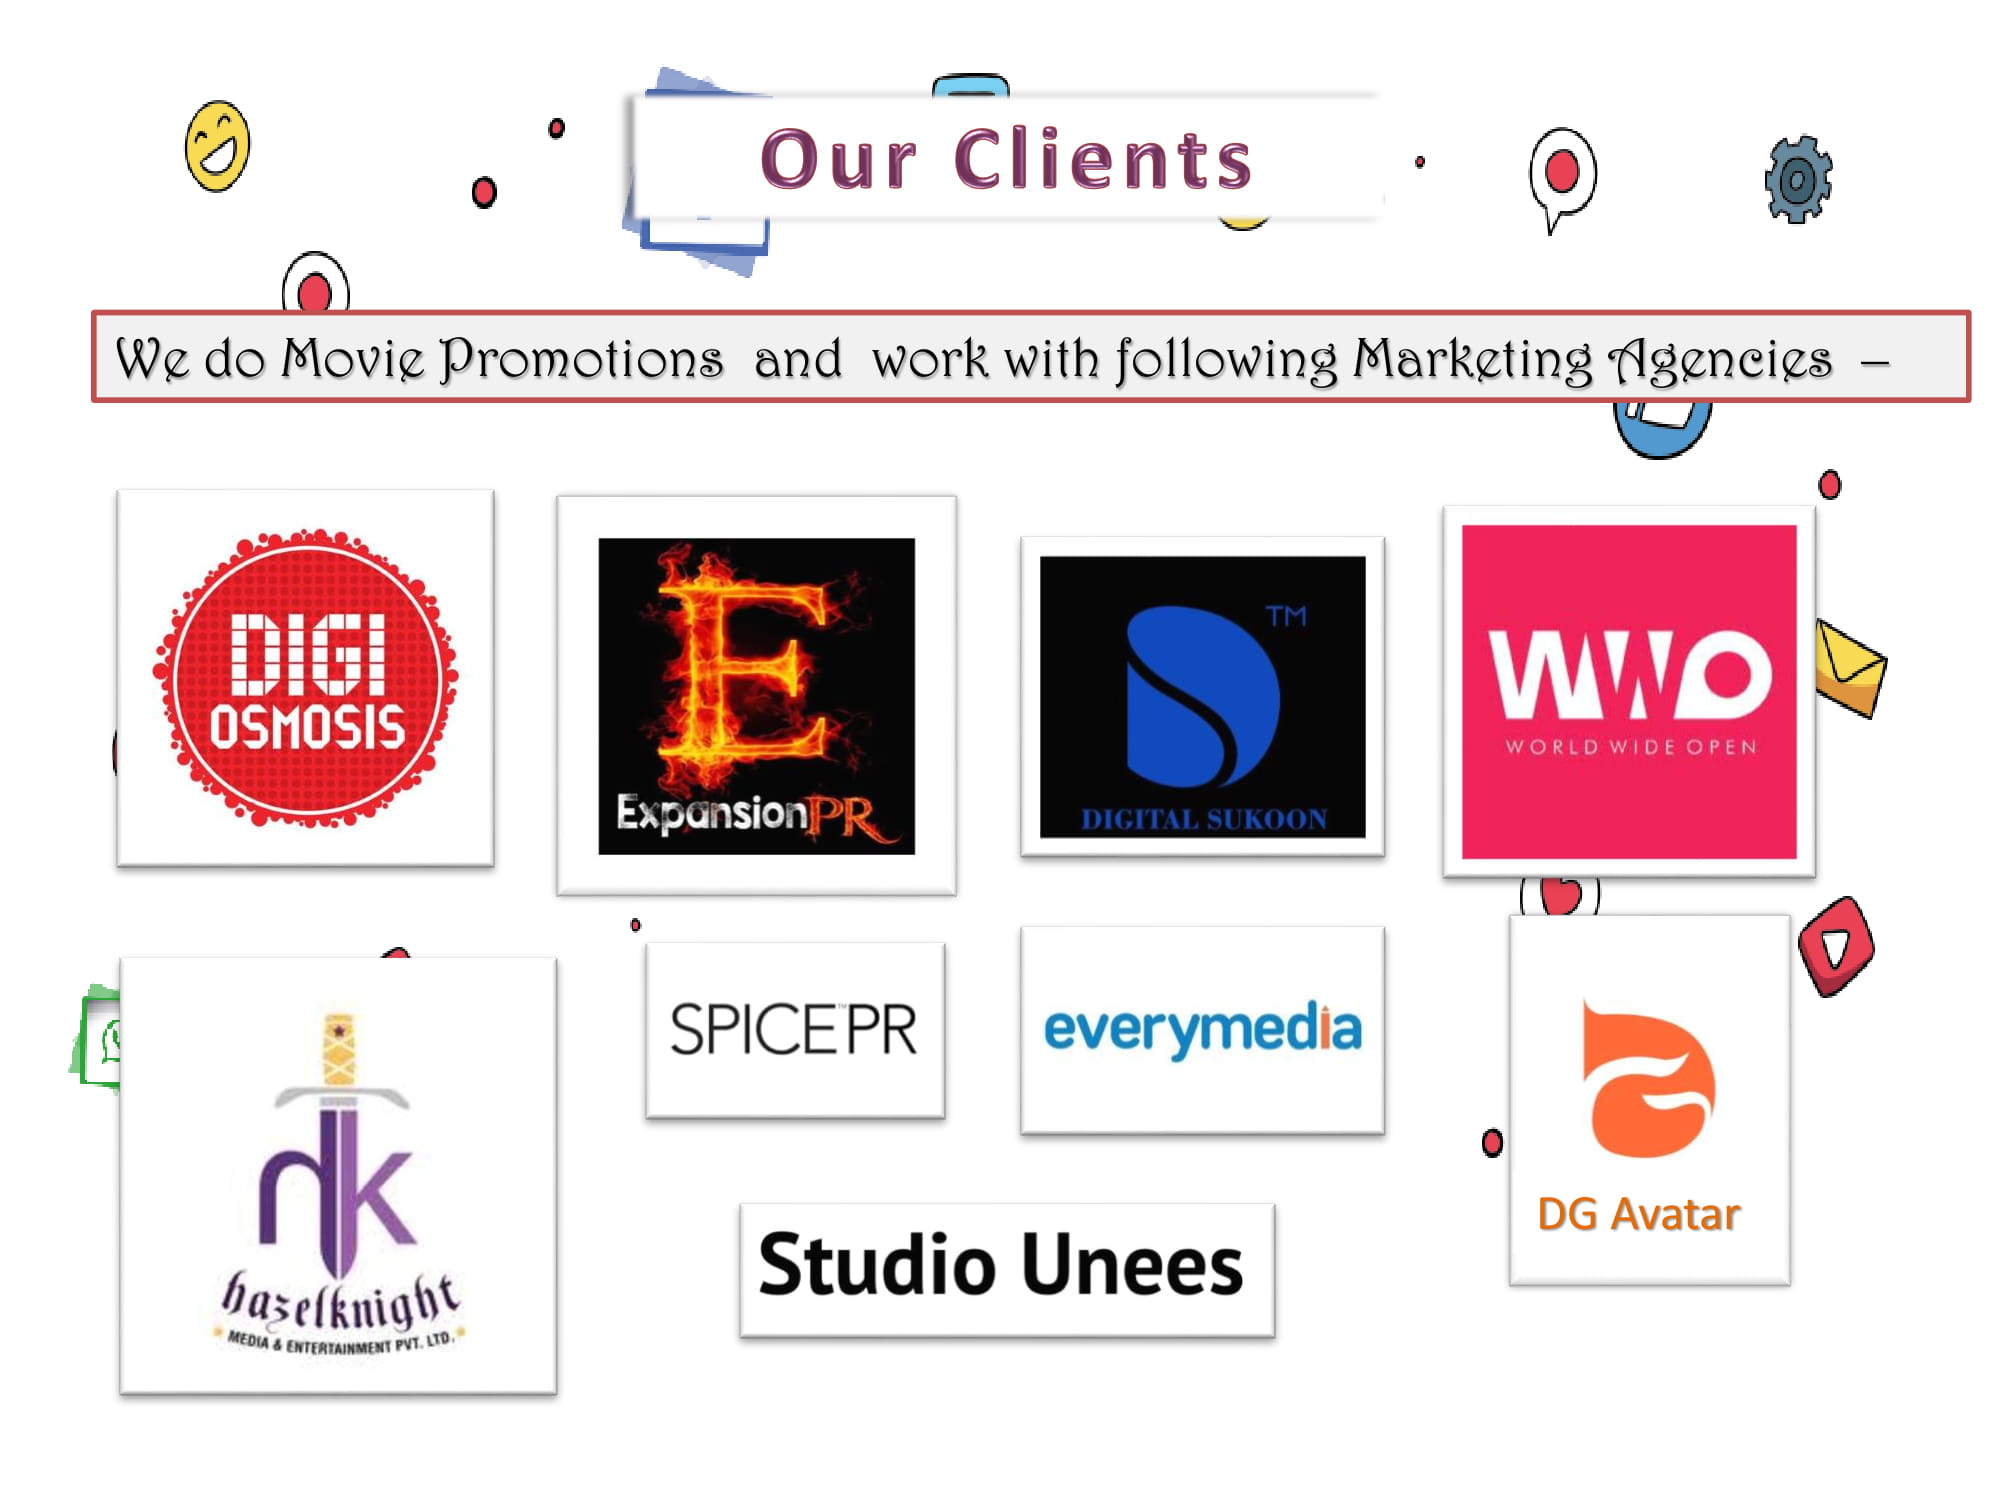 Our Clients
We do Movie Promotions and work with following Marketing Agencies –
DIGI
OSMOSIS
ExpansionPR
TM
DIGITAL SUKOON
WWO
WORLD WIDE OPEN
nk
hazelknight
MEDIA & ENTERTAINMENT PVT. LTD.
SPICE™PR
everymedia
DG Avatar
Studio Unees